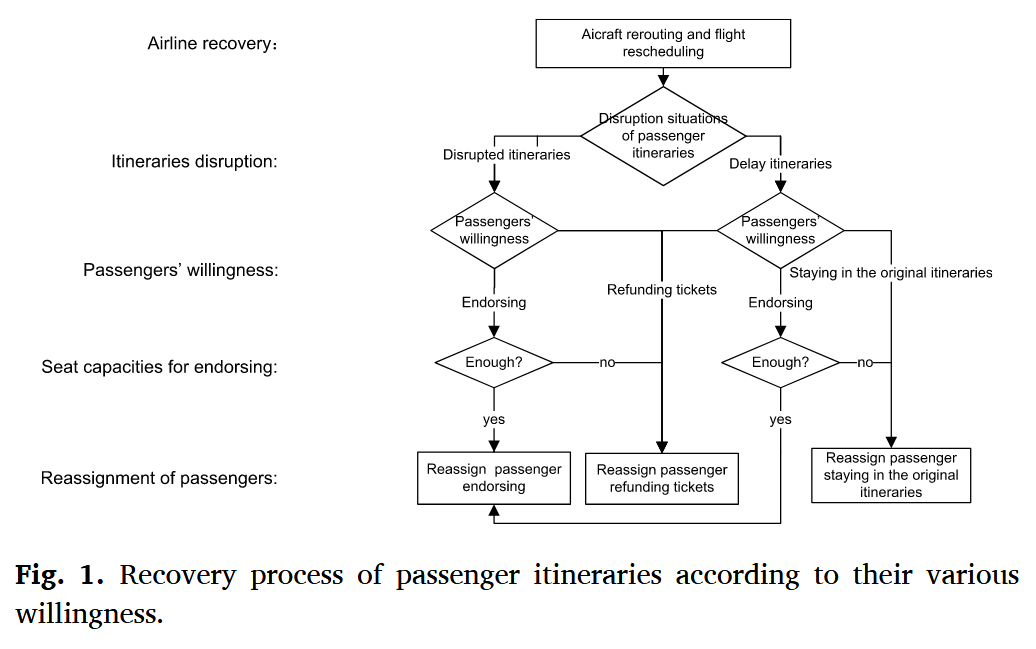 Airline recovery:
Aicraft rerouting and flight
rescheduling
Disruption situations
of passenger
itineraries
Itineraries disruption:
Disrupted itineraries
Delay itineraries
Passengers'
willingness
Passengers'
willingness
Passengers' willingness:
Staying in the original itineraries
Refunding tickets
Endorsing
Endorsing
Seat capacities for endorsing:
Enough?
no
Enough?
no
yes
yes
Reassignment of passengers:
Reassign passenger
endorsing
Reassign passenger
refunding tickets
Reassign passenger
staying in the original
itineraries
Fig. 1. Recovery process of passenger itineraries according to their various
willingness.